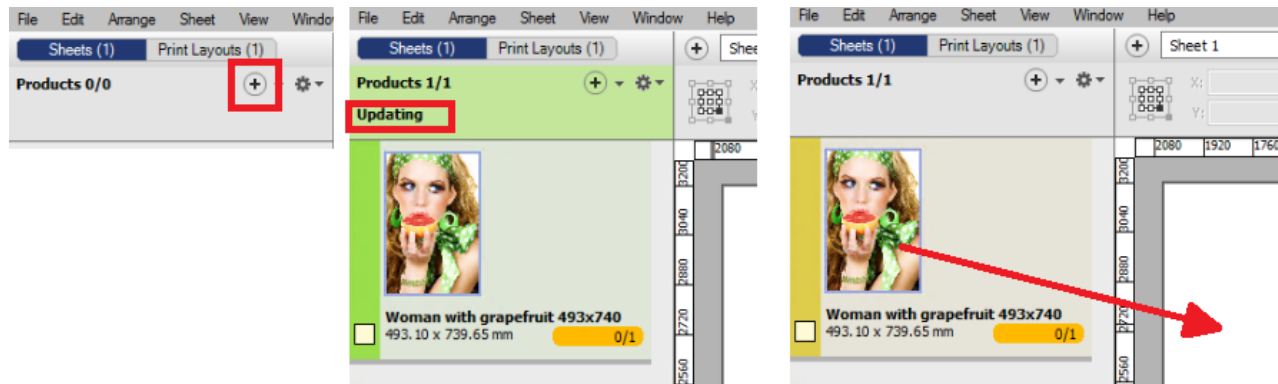 File Edit Arrange Sheet View Windo
Sheets (1) Print Layouts (1)
Products 0/0
File Edit Arrange Sheet View Window Help
Sheets (1) Print Layouts (1) Shee
Products 1/1
Updating
X:
Y:
2080
3200
3040
2880
2720
2560
Woman with grapefruit 493x740
493.10 x 739.65 mm 0/1
File Edit Arrange Sheet View Window Help
Sheets (1) Print Layouts (1) Sheet 1
Products 1/1
X:
Y:
2080 1920 1760
3200
3040
2880
2720
2560
Woman with grapefruit 493x740
493.10 x 739.65 mm 0/1